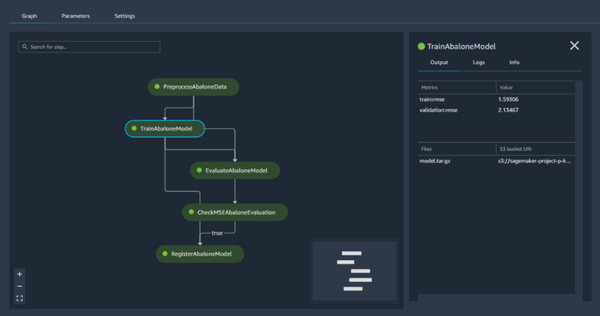 Graph Parameters Settings
Search for step...
PreprocessAbaloneData
TrainAbaloneModel
EvaluateAbaloneModel
CheckMSEAbaloneEvaluation
true
RegisterAbaloneModel
TrainAbaloneModel
Output Logs Info
Metrics Value
train:rmse 1.59306
validation:rmse 2.13467
Files S3 bucket URI
model.tar.gz s3://sagemaker-project-p-k...